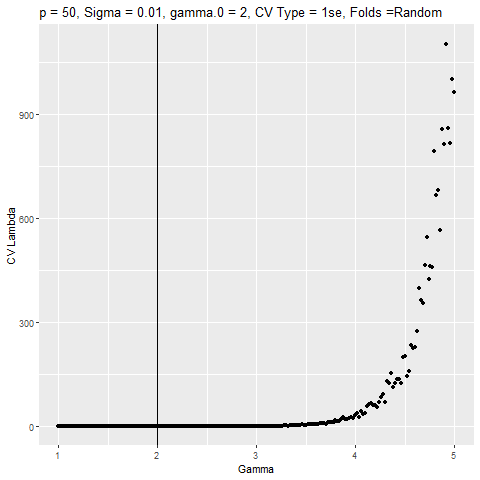 p = 50, Sigma = 0.01, gamma.0 = 2, CV Type = 1se, Folds =Random
900
600
300
0
CV Lambda
1 2 3 4 5
Gamma